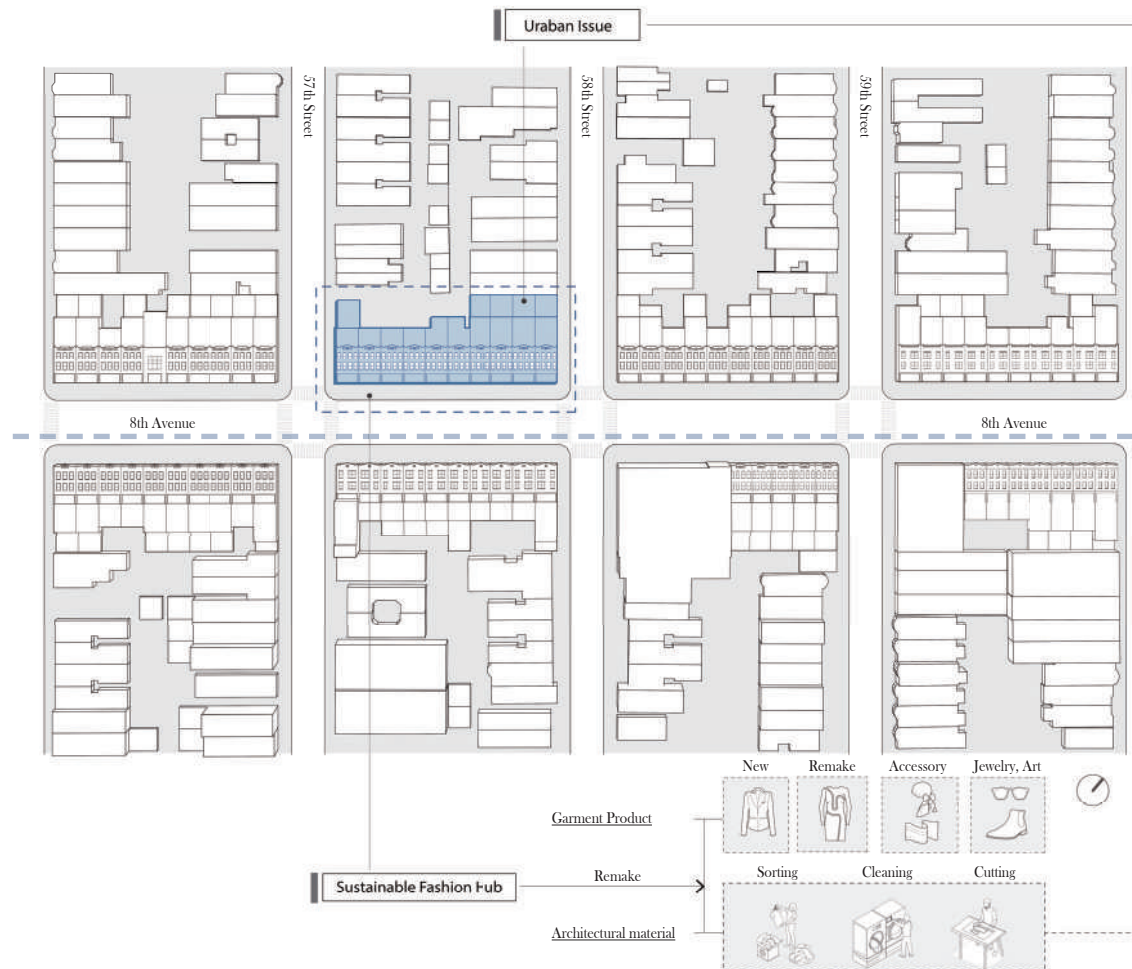 Uraban Issue
57th Street
58th Street
59th Street
8th Avenue
8th Avenue
New
Remake
Accessory
Jewelry, Art
Garment Product
Sustainable Fashion Hub
Remake
Sorting
Cleaning
Cutting
Architectural material